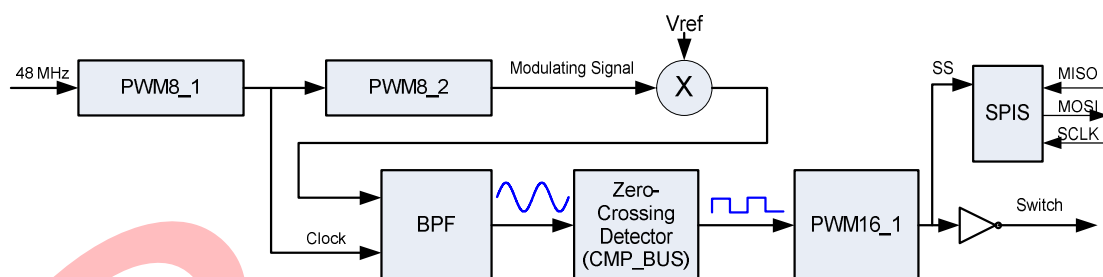 Vref
48 MHz
PWM8_1
PWM8_2
Modulating Signal
X
SS
SPIS
MISO
MOSI
SCLK
BPF
Clock
Zero-
Crossing
Detector
(CMP_BUS)
PWM16_1
Switch